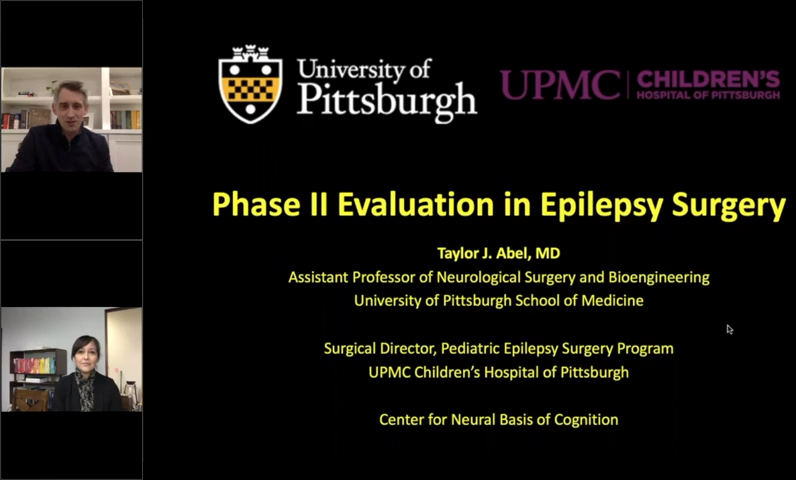 University of
Pittsburgh
UPMC | CHILDREN'S
HOSPITAL OF PITTSBURGH
Phase II Evaluation in Epilepsy Surgery
Taylor J. Abel, MD
Assistant Professor of Neurological Surgery and Bioengineering
University of Pittsburgh School of Medicine
Surgical Director, Pediatric Epilepsy Surgery Program
UPMC Children's Hospital of Pittsburgh
Center for Neural Basis of Cognition